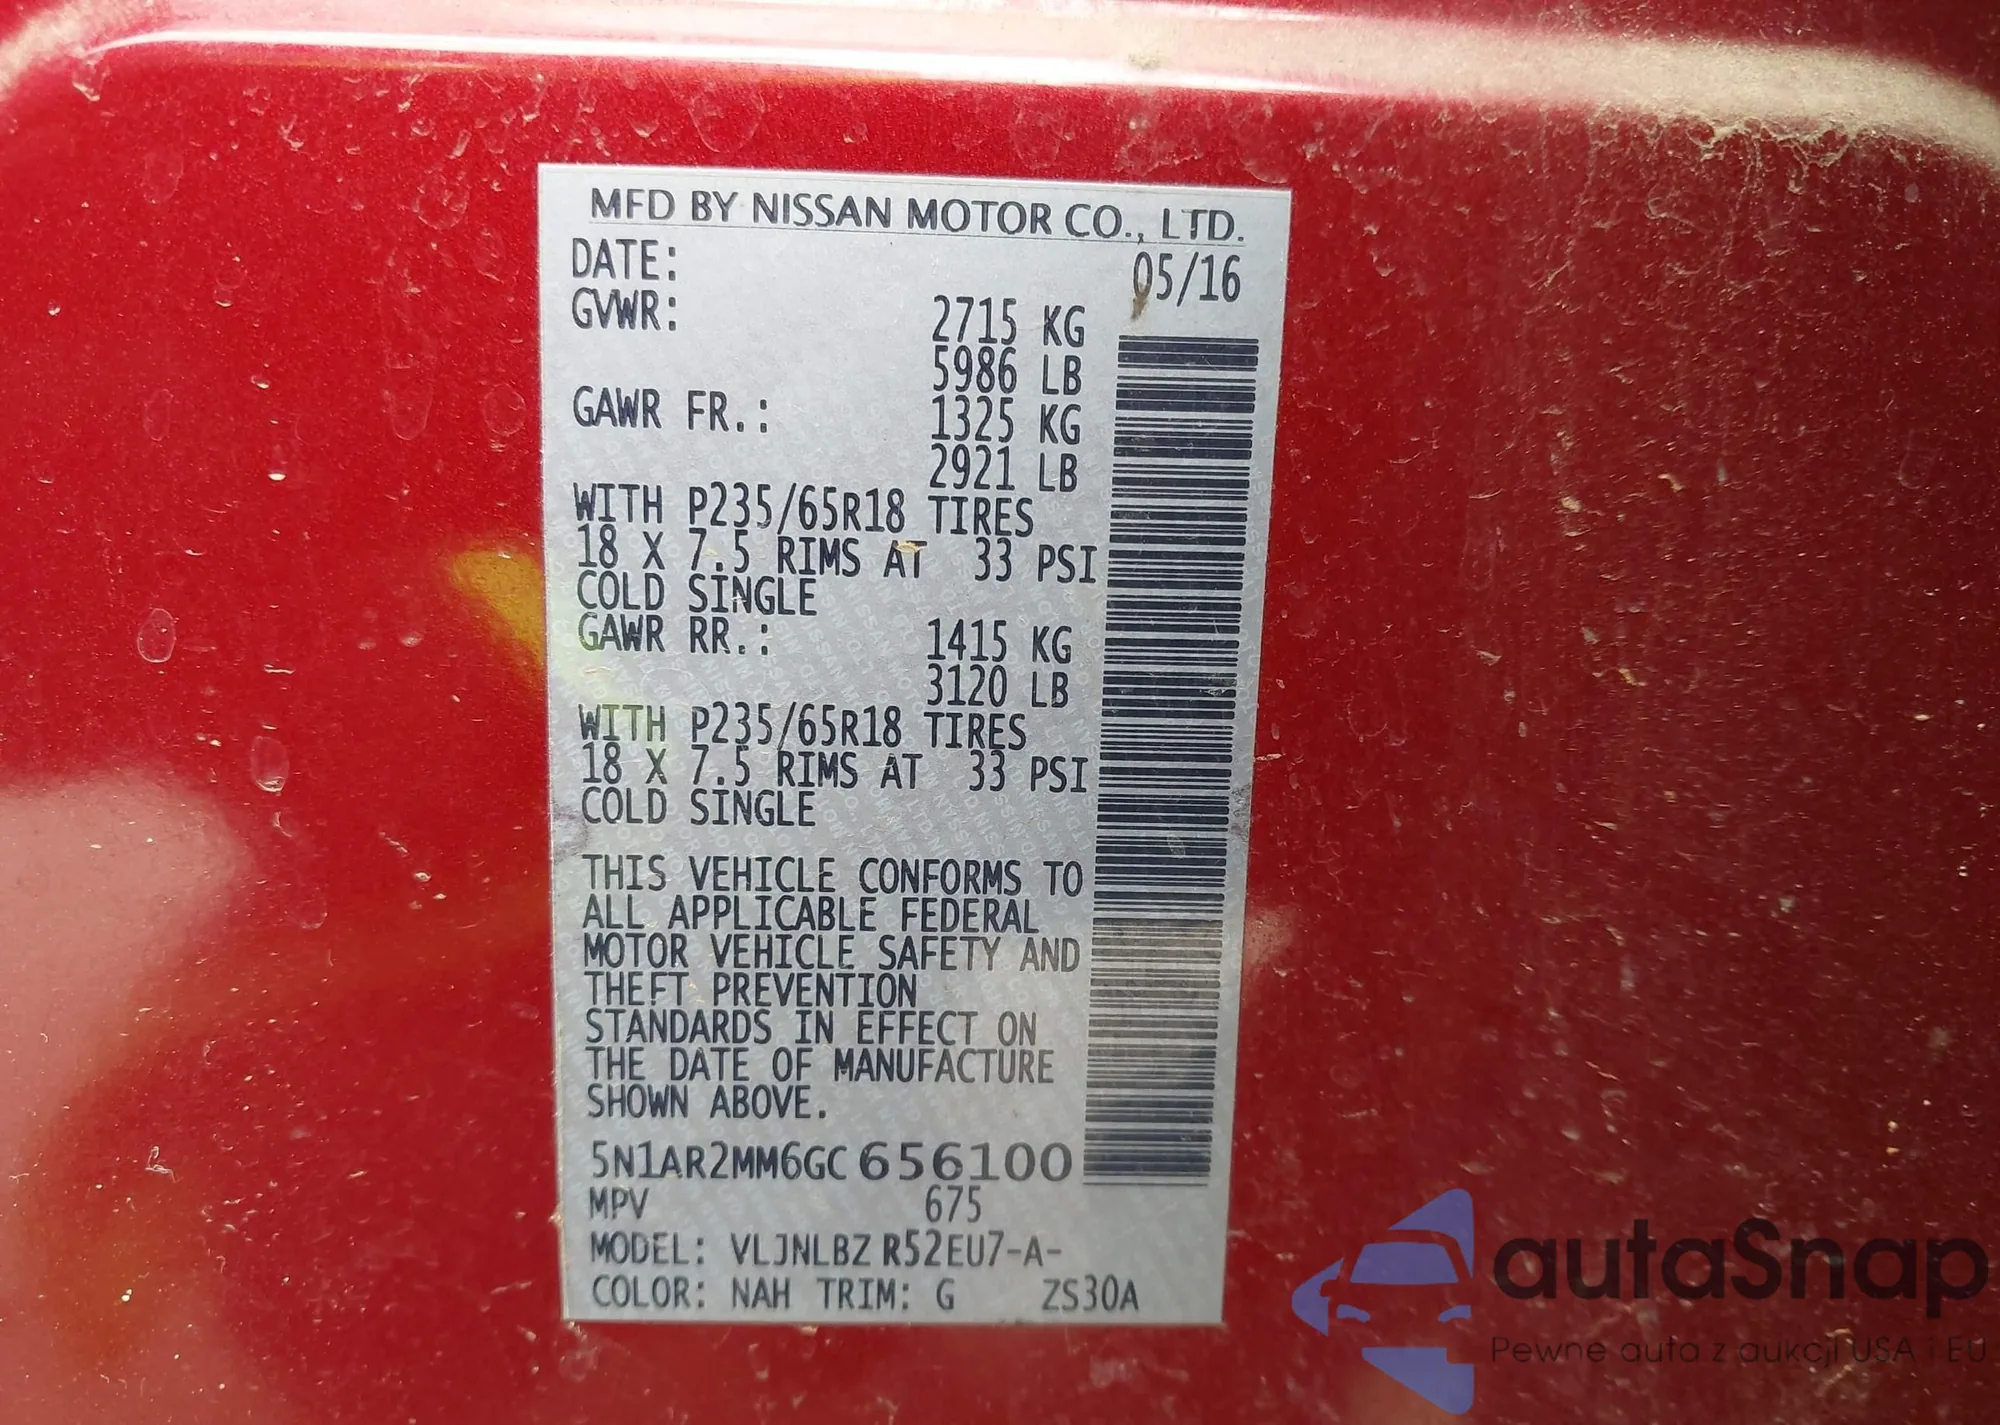 MFD BY NISSAN MOTOR CO., LTD.
DATE: 05/16
GVWR: 2715 KG
5986 LB
GAWR FR.: 1325 KG
2921 LB
WITH P235/65R18 TIRES
18 X 7.5 RIMS AT 33 PSI
COLD SINGLE
GAWR RR.: 1415 KG
3120 LB
WITH P235/65R18 TIRES
18 X 7.5 RIMS AT 33 PSI
COLD SINGLE
THIS VEHICLE CONFORMS TO
ALL APPLICABLE FEDERAL
MOTOR VEHICLE SAFETY AND
THEFT PREVENTION
STANDARDS IN EFFECT ON
THE DATE OF MANUFACTURE
SHOWN ABOVE.
5N1AR2MM6GC656100
MPV 675
MODEL: VLJNLBZ R52EU7-A-
COLOR: NAH TRIM: G ZS30A
autaSnap
Pewne auta z aukcji USA i EU